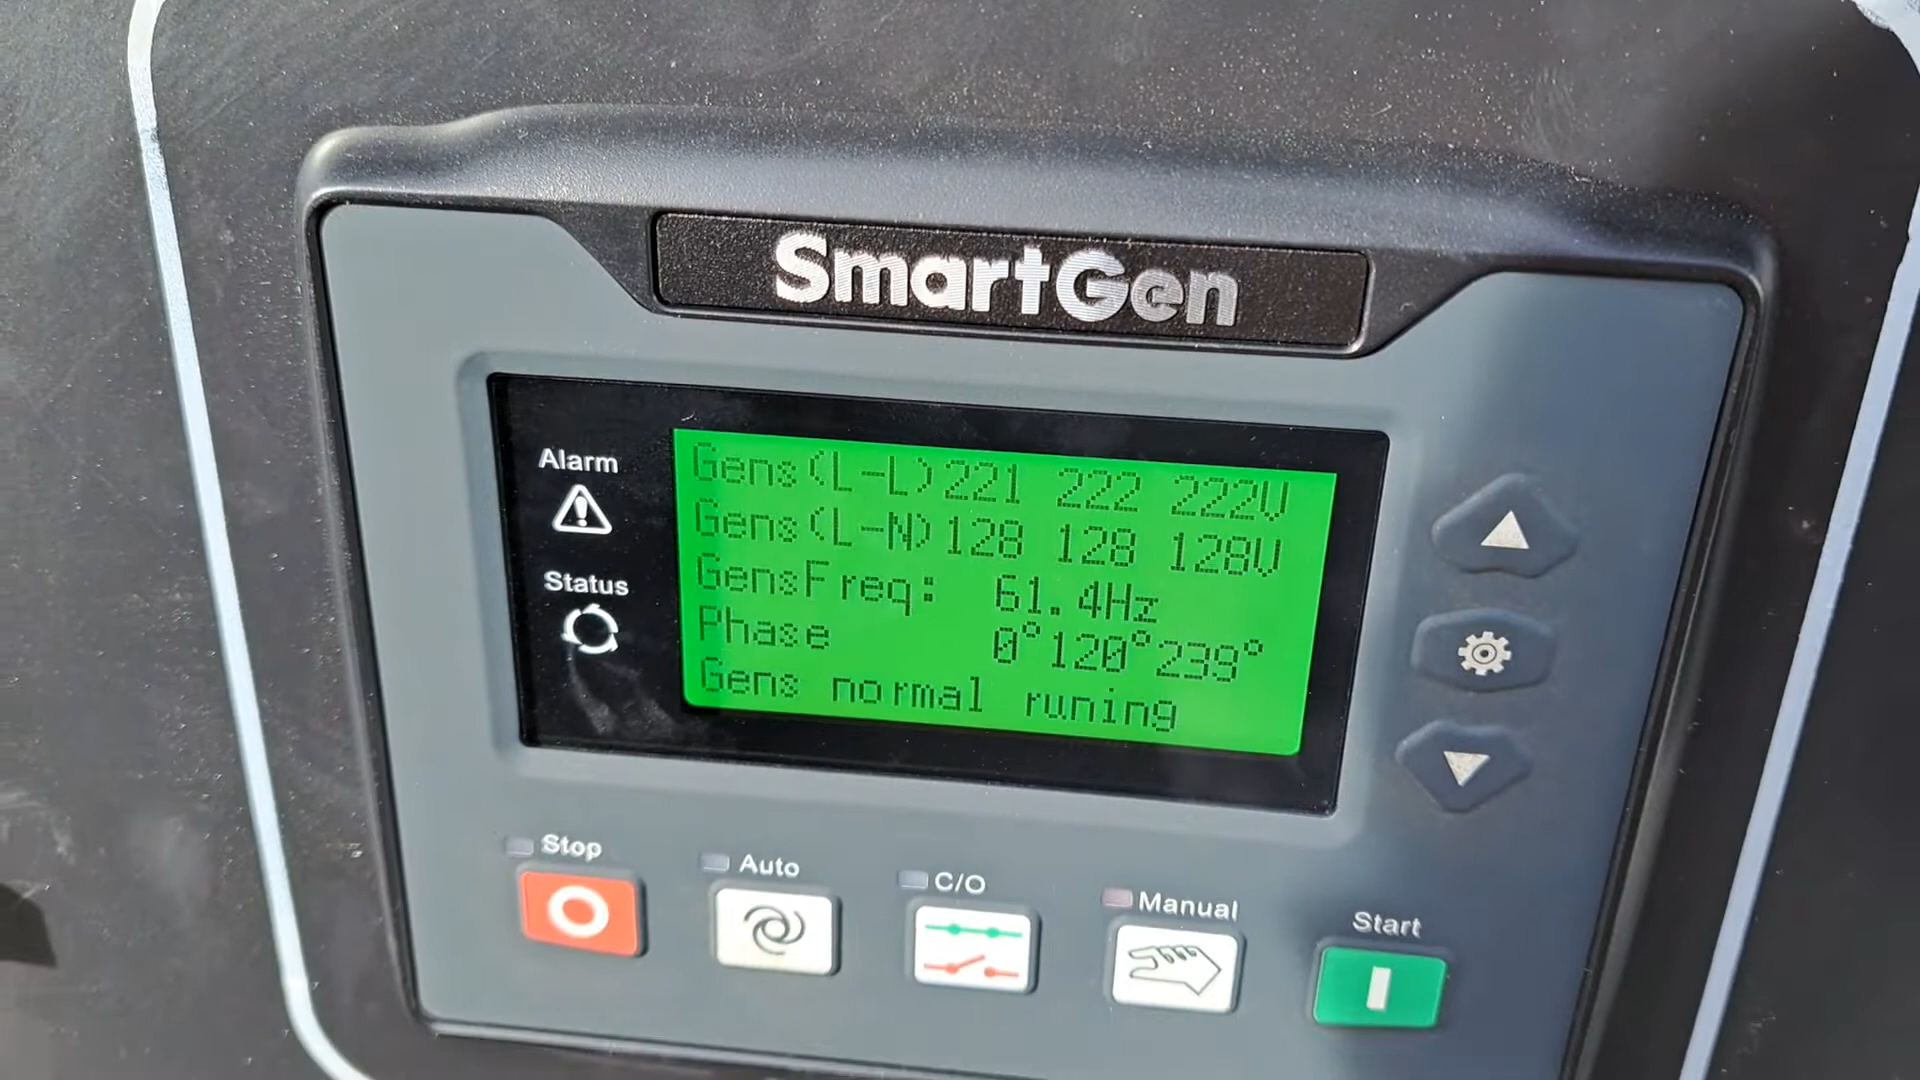 SmartGen
Alarm
Status
Gens(L-L)221 222 222V
Gens(L-N)128 128 128V
GensFreq: 61.4Hz
Phase 0°120°239°
Gens normal runing
Stop
Auto
C/O
Manual
Start